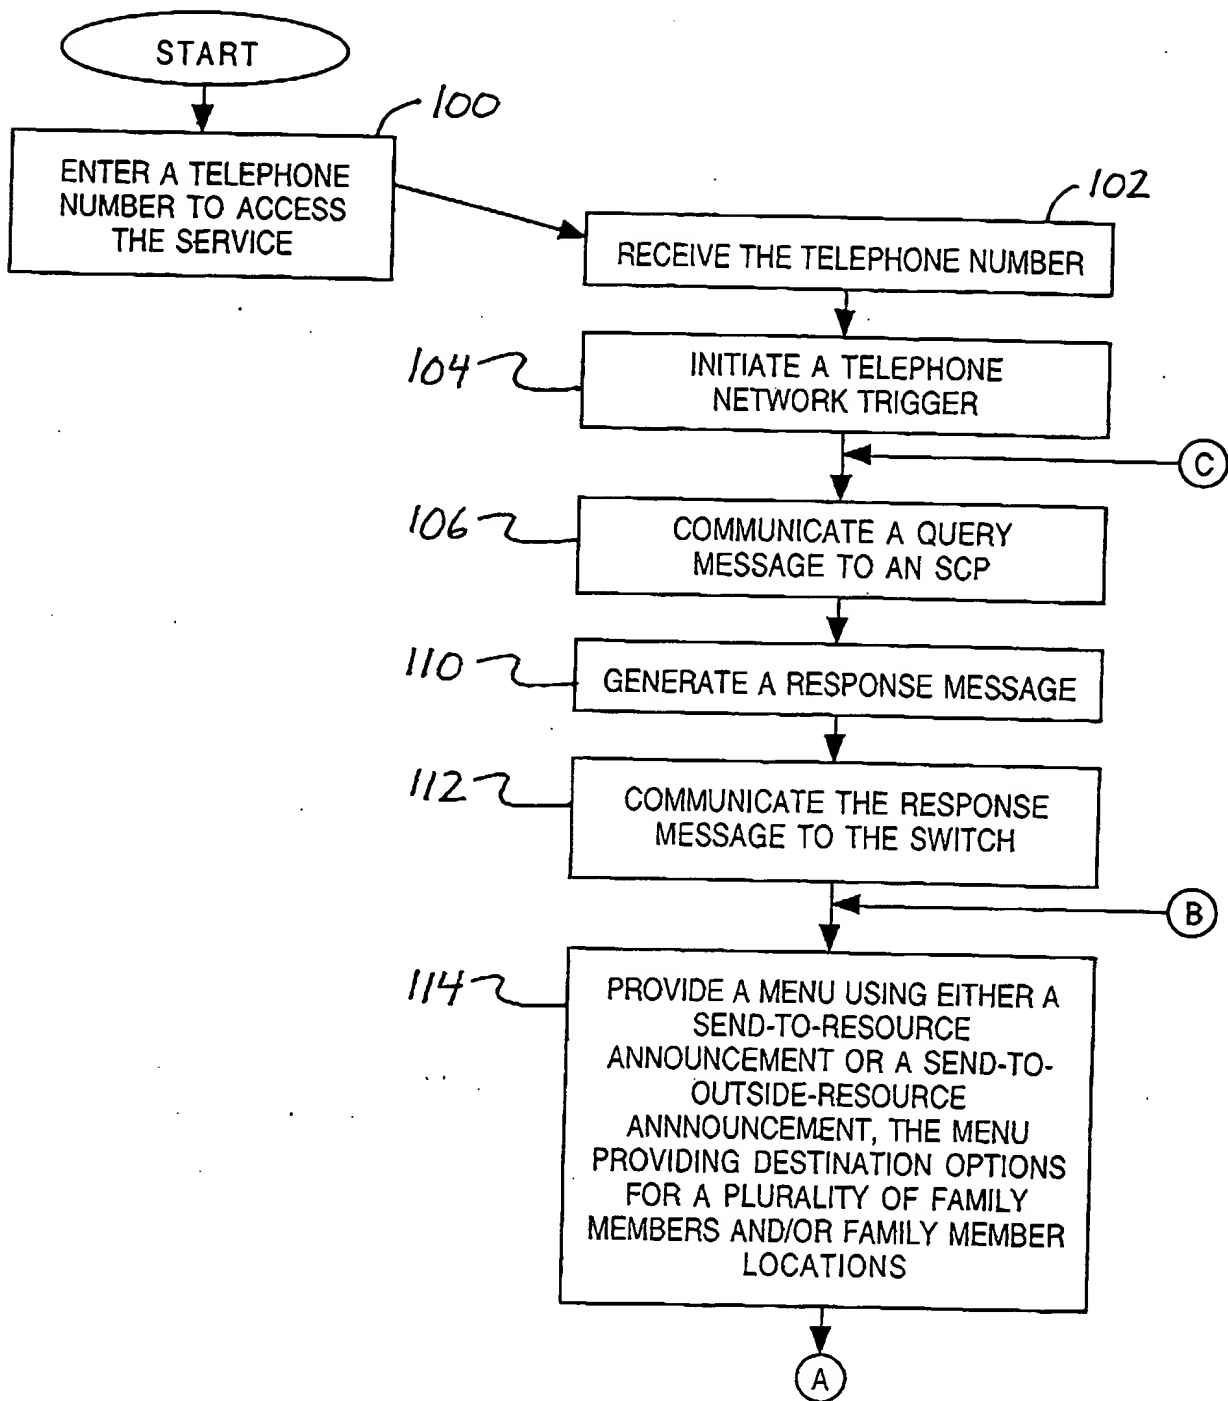 START
100
ENTER A TELEPHONE
NUMBER TO ACCESS
THE SERVICE
102
RECEIVE THE TELEPHONE NUMBER
104
INITIATE A TELEPHONE
NETWORK TRIGGER
C
106
COMMUNICATE A QUERY
MESSAGE TO AN SCP
110
GENERATE A RESPONSE MESSAGE
112
COMMUNICATE THE RESPONSE
MESSAGE TO THE SWITCH
B
114
PROVIDE A MENU USING EITHER A
SEND-TO-RESOURCE
ANNOUNCEMENT OR A SEND-TO-
OUTSIDE-RESOURCE
ANNNOUNCEMENT, THE MENU
PROVIDING DESTINATION OPTIONS
FOR A PLURALITY OF FAMILY
MEMBERS AND/OR FAMILY MEMBER
LOCATIONS
A